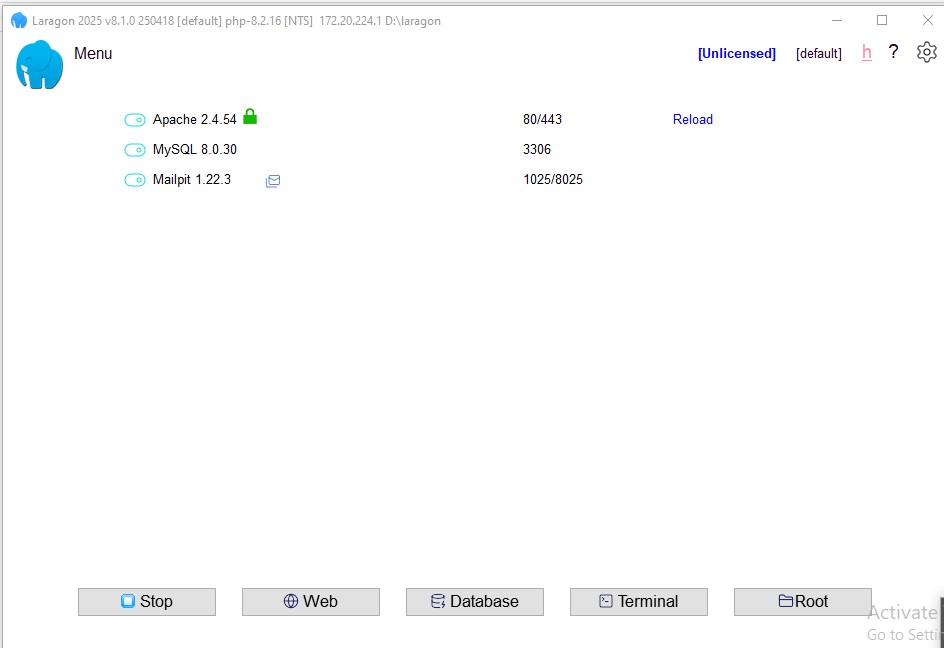 Laragon 2025 v8.1.0 250418 [default] php-8.2.16 [NTS] 172.20.224.1 D:\laragon
Menu [Unlicensed] [default] h ?
Apache 2.4.54 80/443 Reload
MySQL 8.0.30 3306
Mailpit 1.22.3 1025/8025
Stop Web Database Terminal Root
Activate
Go to Setti